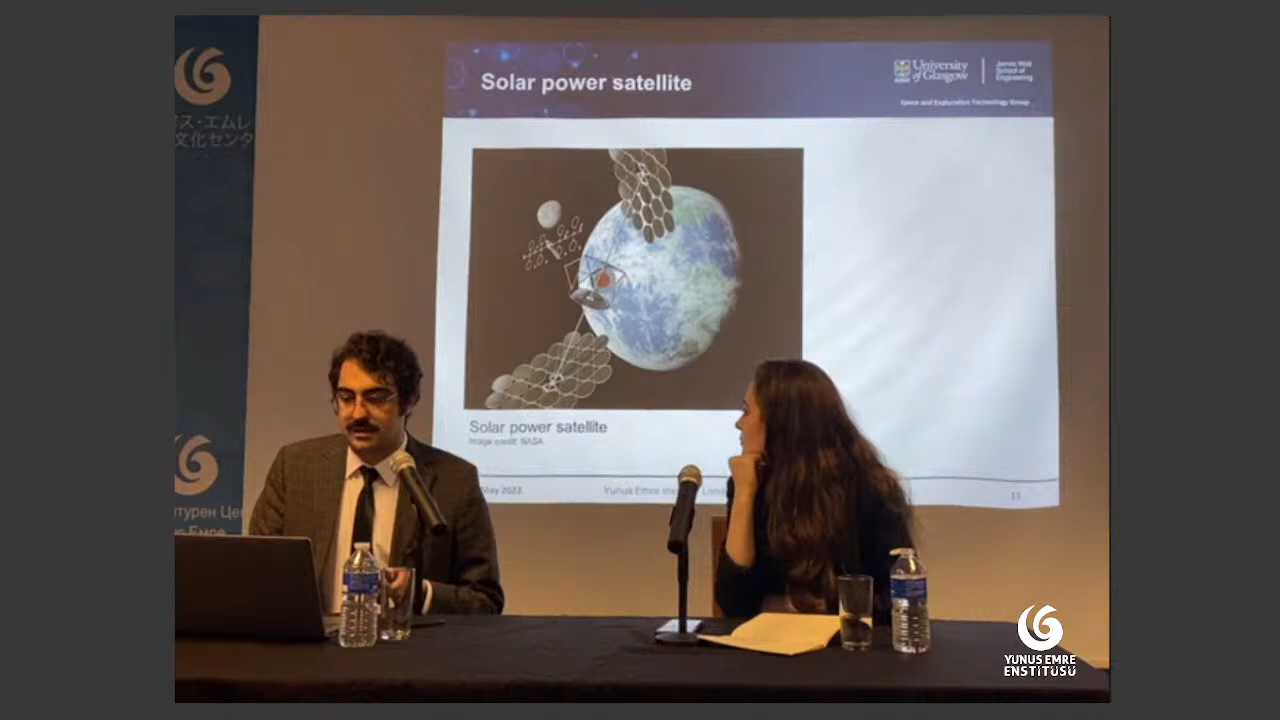 Solar power satellite
University
of Glasgow
James Watt
School of
Engineering
Space and Exploration Technology Group
ス・エムレ
文化センタ
Solar power satellite
Image credit: NASA
May 2022
Yunus Emre
11
YUNUS EMRE
ENSTİTÜSÜ